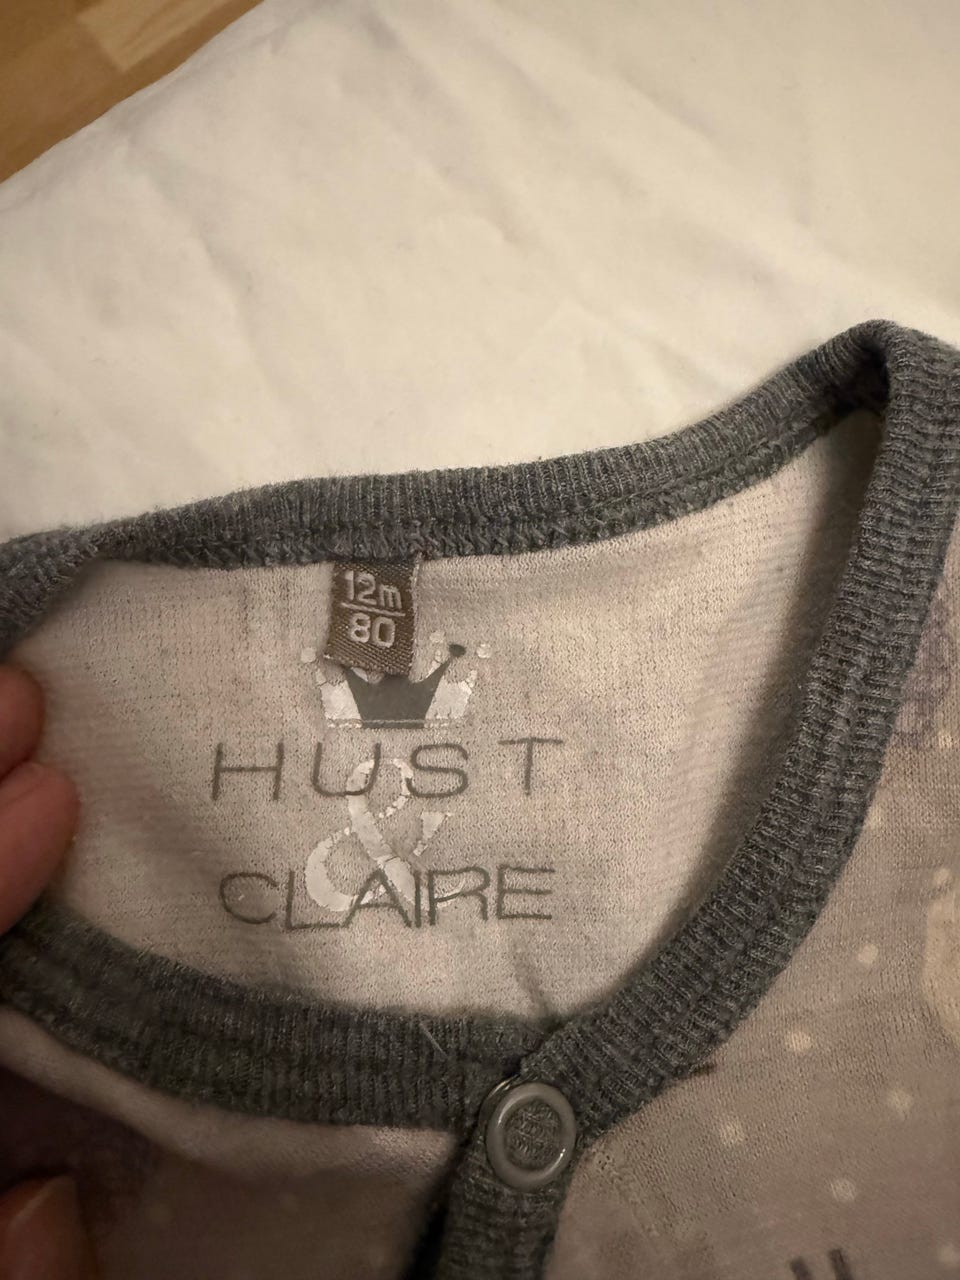 12m
80
HUST
&
CLAIRE